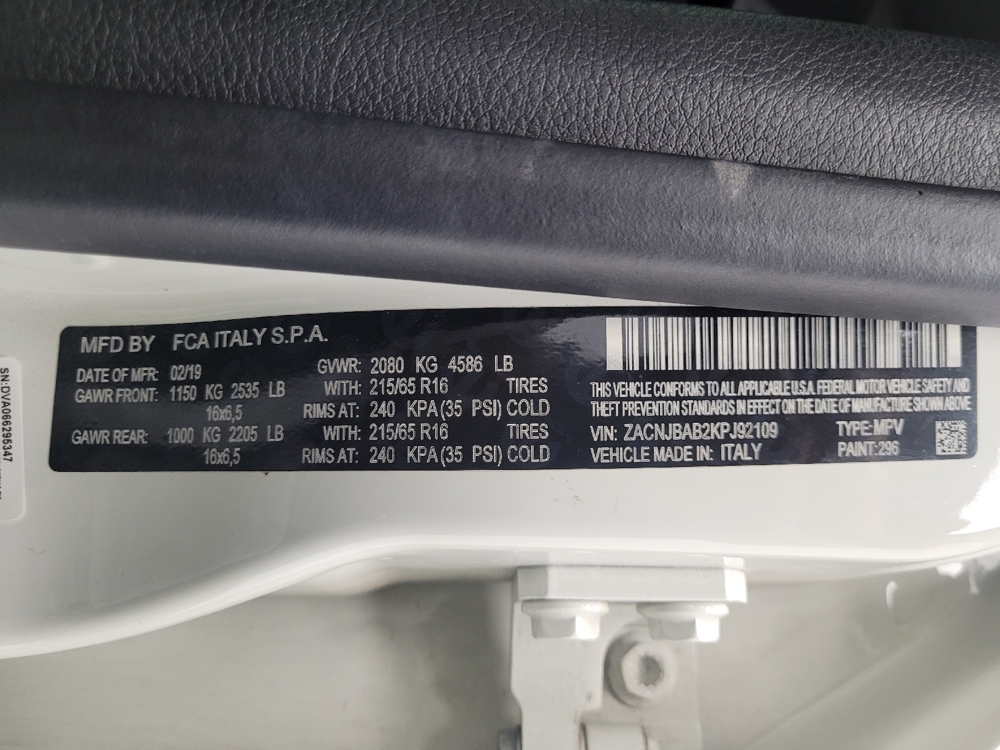 MFD BY FCA ITALY S.P.A.
DATE OF MFR: 02/19 GVWR: 2080 KG 4586 LB
GAWR FRONT: 1150 KG 2535 LB WITH: 215/65 R16 TIRES
16x6,5 RIMS AT: 240 KPA(35 PSI) COLD
GAWR REAR: 1000 KG 2205 LB WITH: 215/65 R16 TIRES
16x6,5 RIMS AT: 240 KPA(35 PSI) COLD
THIS VEHICLE CONFORMS TO ALL APPLICABLE U.S.A. FEDERAL MOTOR VEHICLE SAFETY AND
THEFT PREVENTION STANDARDS IN EFFECT ON THE DATE OF MANUFACTURE SHOWN ABOVE
VIN: ZACNJBAB2KPJ92109 TYPE:MPV
VEHICLE MADE IN: ITALY PAINT:296
SN:DVA066295347